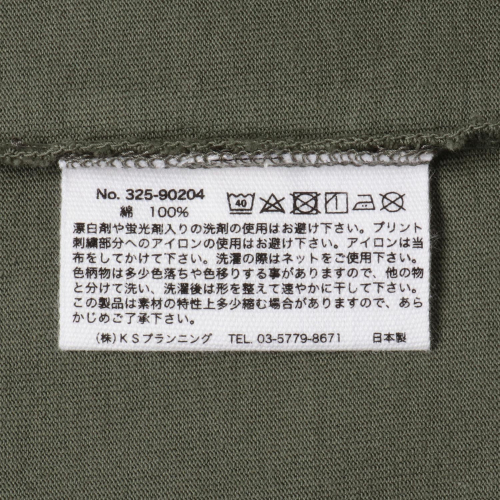 No. 325-90204
綿 100%
40
漂白剤や蛍光剤入りの洗剤の使用はお避け下さい。プリント
刺繍部分へのアイロンの使用はお避け下さい。アイロンは当
布をしてかけて下さい。洗濯の際はネットをご使用下さい。
色柄物は多少色落ちや色移りする事がありますので、他の物
と分けて洗い、洗濯後は形を整えて速やかに干して下さい。
この製品は素材の特性上多少縮む場合がありますので、あら
かじめご了承下さい。
(株)KSプランニング TEL. 03-5779-8671 日本製